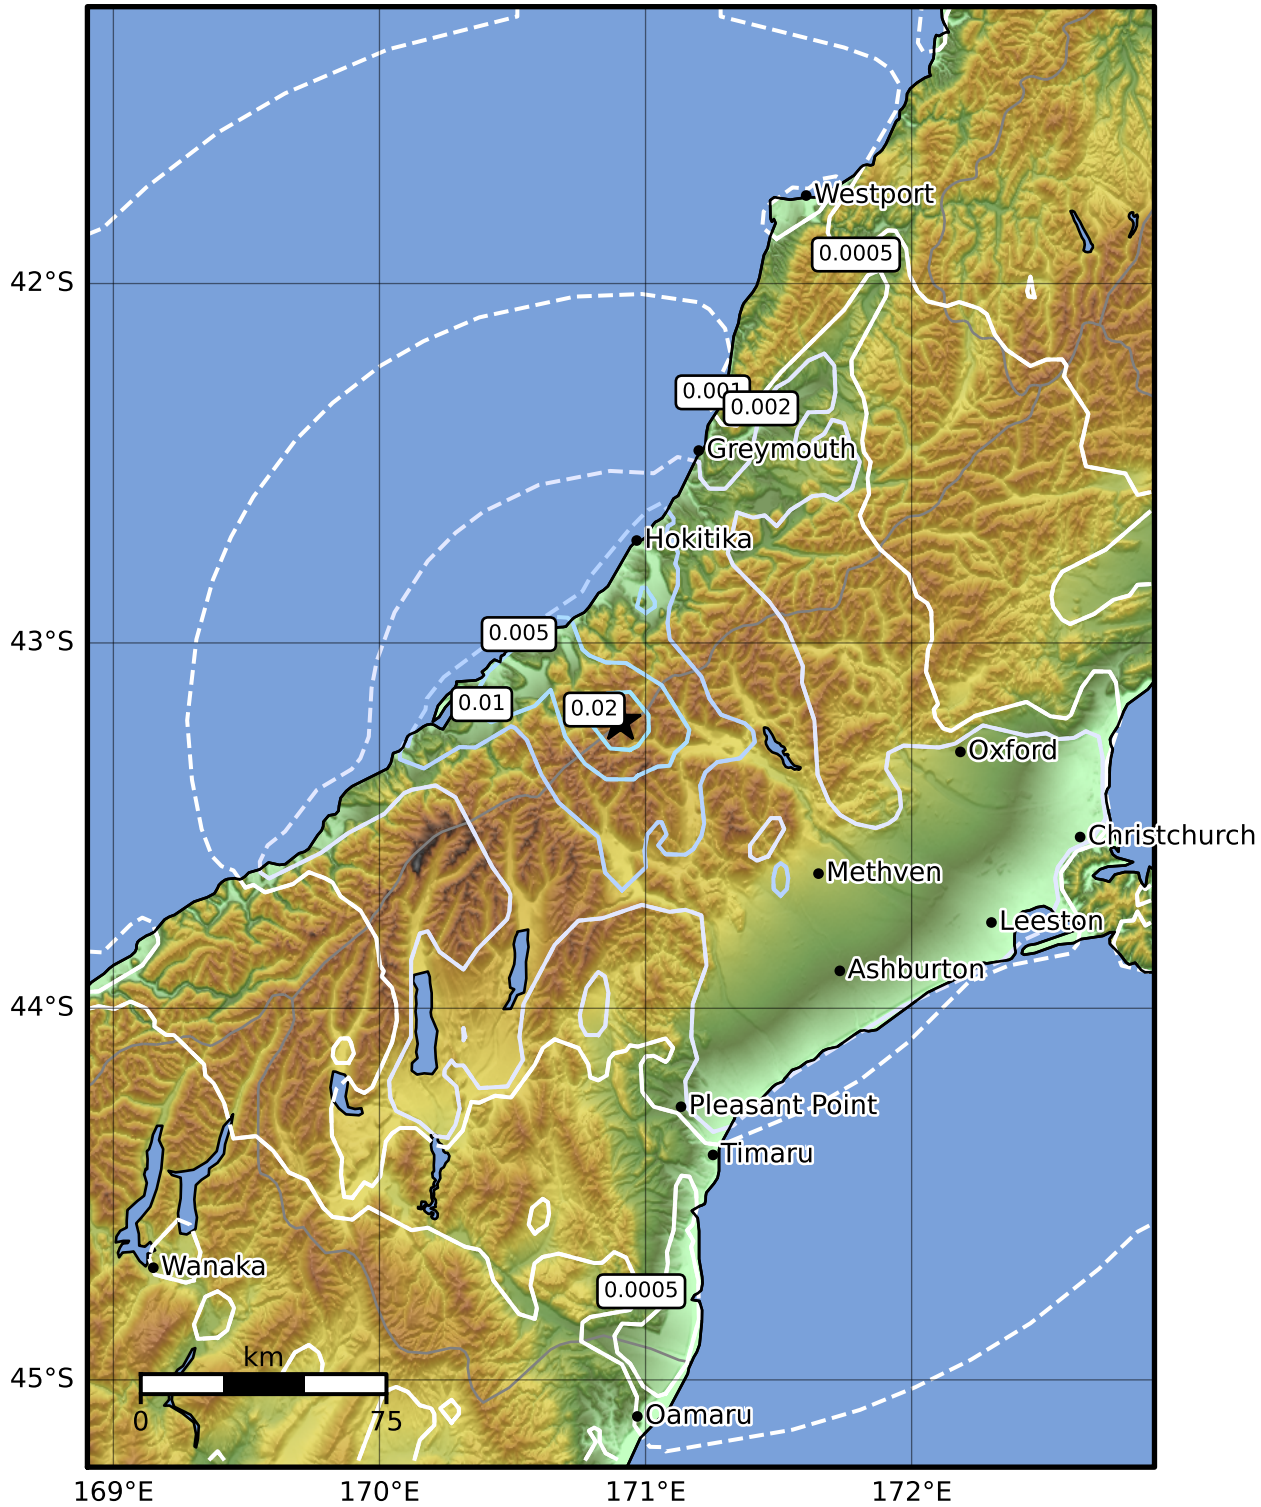 Westport
0.0005
42°S
0.001
0.002
Greymouth
Hokitika
0.005
43°S
0.01
0.02
Oxford
Christchurch
Methven
Leeston
Ashburton
44°S
Pleasant Point
Timaru
Wanaka
0.0005
km
45°S
0
75
Oamaru
169°E
170°E
171°E
172°E